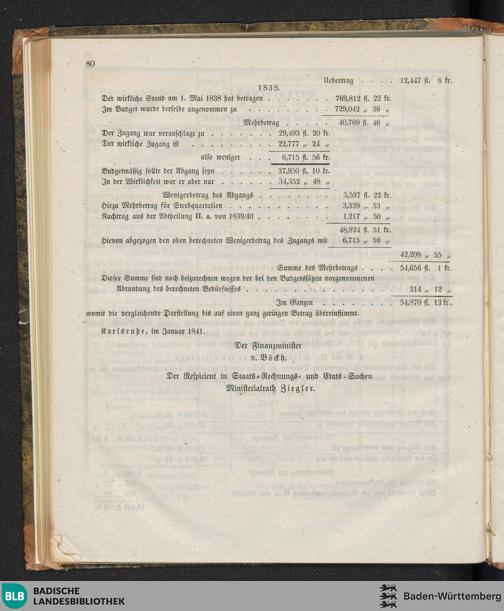 80
Uebertrag . . . . 12,447 fl. 6 kr.
1838.
Der wirkliche Stand am 1. Mai 1838 hat betragen . . . . . . . 769,812 fl. 22 kr.
Im Budget wurde derselbe angenommen zu . . . . . . . . . 729,042 „ 36 „
Mehrbetrag . . . . . 40,769 fl. 46 „
Der Zugang war veranschlagt zu . . . . . . . 29,493 fl. 20 kr.
Der wirkliche Zugang ist . . . . . . . . 22,777 „ 24 „
also weniger . . . 6,715 fl. 56 kr.
Budgetmäßig sollte der Abgang seyn . . . . . 37,950 fl. 10 kr.
In der Wirklichkeit war er aber nur . . . . . 34,352 „ 48 „
Wenigerbetrag des Abgangs . . . . . . . . 3,597 fl. 22 kr.
Hiezu Mehrbetrag für Sterbquartalien . . . . . . . . . . 3,339 „ 53 „
Nachtrag aus der Abtheilung II. a. von 1839/40 . . . . . . . 1,217 „ 50 „
48,924 fl. 51 kr.
Hievon abgezogen den oben berechneten Wenigerbetrag des Zugangs mit 6,715 „ 56 „
42,208 „ 55 „
Summe des Mehrbetrags . . . . 54,656 fl. 1 kr.
Dieser Summe sind noch beizurechnen wegen der bei den Budgetssätzen vorgenommenen
Abrundung des berechneten Bedürfnisses . . . . . . . . . . . . . . . 214 „ 12 „
Im Ganzen . . . . . . . 54,870 fl. 13 kr.,
womit die vergleichende Darstellung bis auf einen ganz geringen Betrag übereinstimmt.
Karlsruhe, im Januar 1841.
Der Finanzminister
v. Böckh.
Der Respicient in Staats-Rechnungs- und Etats-Sachen
Ministerialrath Ziegler.
BLB
BADISCHE
LANDESBIBLIOTHEK
Baden-Württemberg